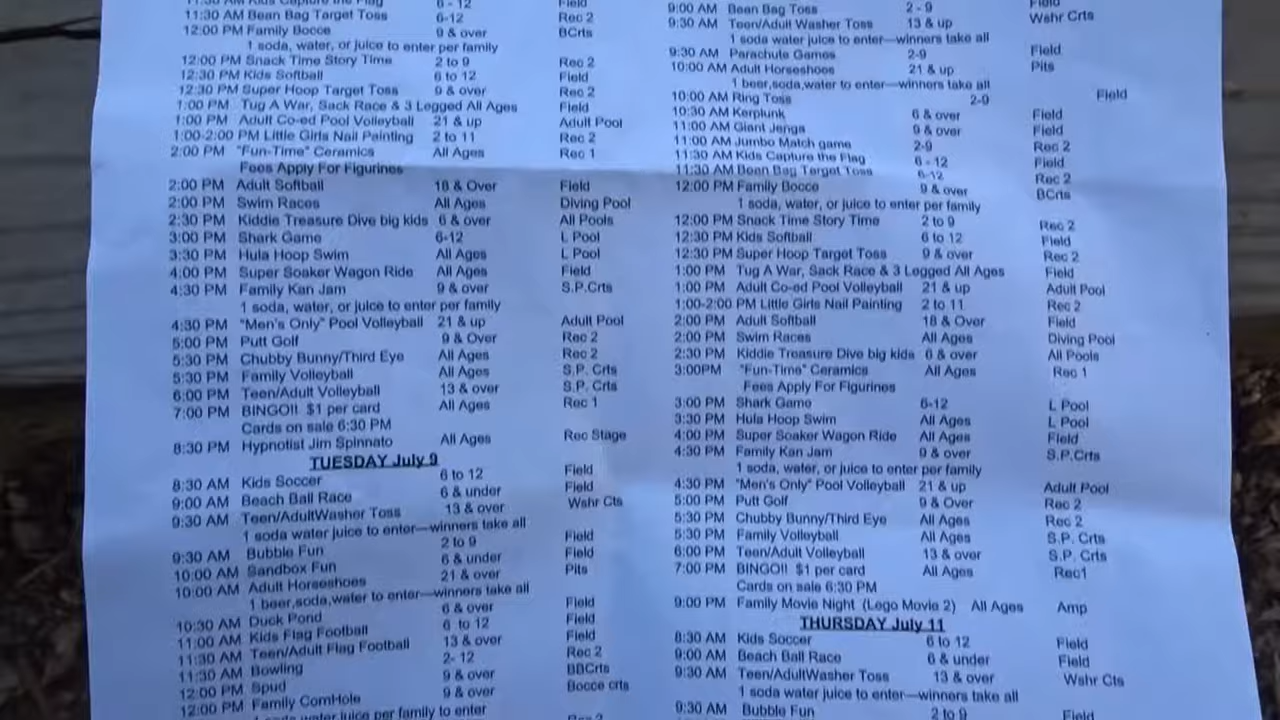 11:30 AM Kids Capture the Flag 6 - 12 Field
11:30 AM Bean Bag Target Toss 6-12 Rec 2
12:00 PM Family Bocce 9 & over BCrts
1 soda, water, or juice to enter per family
12:00 PM Snack Time Story Time 2 to 9 Rec 2
12:30 PM Kids Softball 6 to 12 Field
12:30 PM Super Hoop Target Toss 9 & over Rec 2
1:00 PM Tug A War, Sack Race & 3 Legged All Ages Field
1:00 PM Adult Co-ed Pool Volleyball 21 & up Adult Pool
1:00-2:00 PM Little Girls Nail Painting 2 to 11 Rec 2
2:00 PM "Fun-Time" Ceramics All Ages Rec 1
Fees Apply For Figurines
2:00 PM Adult Softball 18 & Over Field
2:00 PM Swim Races All Ages Diving Pool
2:30 PM Kiddie Treasure Dive big kids 6 & over All Pools
3:00 PM Shark Game 6-12 L Pool
3:30 PM Hula Hoop Swim All Ages L Pool
4:00 PM Super Soaker Wagon Ride All Ages Field
4:30 PM Family Kan Jam 9 & over S.P.Crts
1 soda, water, or juice to enter per family
4:30 PM "Men's Only" Pool Volleyball 21 & up Adult Pool
5:00 PM Putt Golf 9 & Over Rec 2
5:30 PM Chubby Bunny/Third Eye All Ages Rec 2
5:30 PM Family Volleyball All Ages S.P. Crts
6:00 PM Teen/Adult Volleyball 13 & over S.P. Crts
7:00 PM BINGO!! $1 per card All Ages Rec 1
Cards on sale 6:30 PM
8:30 PM Hypnotist Jim Spinnato All Ages Rec Stage
TUESDAY July 9
8:30 AM Kids Soccer 6 to 12 Field
9:00 AM Beach Ball Race 6 & under Field
9:30 AM Teen/AdultWasher Toss 13 & over Wshr Cts
1 soda water juice to enter—winners take all
9:30 AM Bubble Fun 2 to 9 Field
10:00 AM Sandbox Fun 6 & under Field
10:00 AM Adult Horseshoes 21 & over Pits
1 beer,soda,water to enter—winners take all
10:30 AM Duck Pond 6 & over Field
11:00 AM Kids Flag Football 6 to 12 Field
11:30 AM Teen/Adult Flag Football 13 & over Field
11:30 AM Bowling 2- 12 Rec 2
12:00 PM Spud 9 & over BBCrts
12:00 PM Family CornHole 9 & over Bocce crts
1 soda water juice per family to enter
9:00 AM Bean Bag Toss 2 - 9 Field
9:30 AM Teen/Adult Washer Toss 13 & up Wshr Crts
1 soda water juice to enter—winners take all
9:30 AM Parachute Games 2-9 Field
10:00 AM Adult Horseshoes 21 & up Pits
1 beer,soda,water to enter—winners take all
10:00 AM Ring Toss 2-9 Field
10:30 AM Kerplunk 6 & over Field
11:00 AM Giant Jenga 9 & over Field
11:00 AM Jumbo Match game 2-9 Rec 2
11:30 AM Kids Capture the Flag 6 - 12 Field
11:30 AM Bean Bag Target Toss 6-12 Rec 2
12:00 PM Family Bocce 9 & over BCrts
1 soda, water, or juice to enter per family
12:00 PM Snack Time Story Time 2 to 9 Rec 2
12:30 PM Kids Softball 6 to 12 Field
12:30 PM Super Hoop Target Toss 9 & over Rec 2
1:00 PM Tug A War, Sack Race & 3 Legged All Ages Field
1:00 PM Adult Co-ed Pool Volleyball 21 & up Adult Pool
1:00-2:00 PM Little Girls Nail Painting 2 to 11 Rec 2
2:00 PM Adult Softball 18 & Over Field
2:00 PM Swim Races All Ages Diving Pool
2:30 PM Kiddie Treasure Dive big kids 6 & over All Pools
3:00PM "Fun-Time" Ceramics All Ages Rec 1
Fees Apply For Figurines
3:00 PM Shark Game 6-12 L Pool
3:30 PM Hula Hoop Swim All Ages L Pool
4:00 PM Super Soaker Wagon Ride All Ages Field
4:30 PM Family Kan Jam 9 & over S.P.Crts
1 soda, water, or juice to enter per family
4:30 PM "Men's Only" Pool Volleyball 21 & up Adult Pool
5:00 PM Putt Golf 9 & Over Rec 2
5:30 PM Chubby Bunny/Third Eye All Ages Rec 2
5:30 PM Family Volleyball All Ages S.P. Crts
6:00 PM Teen/Adult Volleyball 13 & over S.P. Crts
7:00 PM BINGO!! $1 per card All Ages Rec1
Cards on sale 6:30 PM
9:00 PM Family Movie Night (Lego Movie 2) All Ages Amp
THURSDAY July 11
8:30 AM Kids Soccer 6 to 12 Field
9:00 AM Beach Ball Race 6 & under Field
9:30 AM Teen/AdultWasher Toss 13 & over Wshr Cts
1 soda water juice to enter—winners take all
9:30 AM Bubble Fun 2 to 9 Field